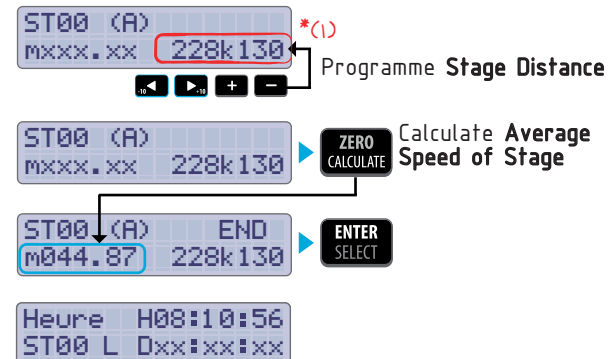 ST00 (A)
*(1)
mxxx.xx 228k130
-10 ◀ ▶ +10 + −
Programme Stage Distance
ST00 (A)
mxxx.xx 228k130
ZERO
CALCULATE
Calculate Average
Speed of Stage
ST00 (A) END
m044.87 228k130
ENTER
SELECT
Heure H08:10:56
ST00 L Dxx:xx:xx